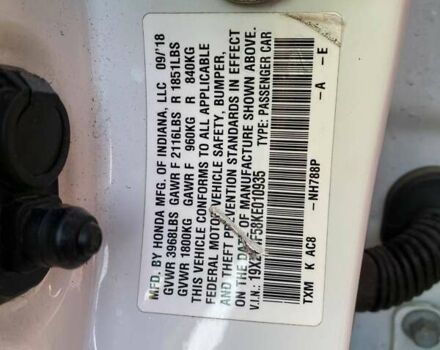 MFD. BY HONDA MFG. OF INDIANA, LLC 09/'18
GVWR 3968LBS GAWR F 2116LBS R 1851LBS
GVWR 1800KG GAWR F 960KG R 840KG
THIS VEHICLE CONFORMS TO ALL APPLICABLE
FEDERAL MOTOR VEHICLE SAFETY, BUMPER,
AND THEFT PREVENTION STANDARDS IN EFFECT
ON THE DATE OF MANUFACTURE SHOWN ABOVE.
V.I.N.: TYPE: PASSENGER CAR
TXM K AC8 -NH788P -A -E